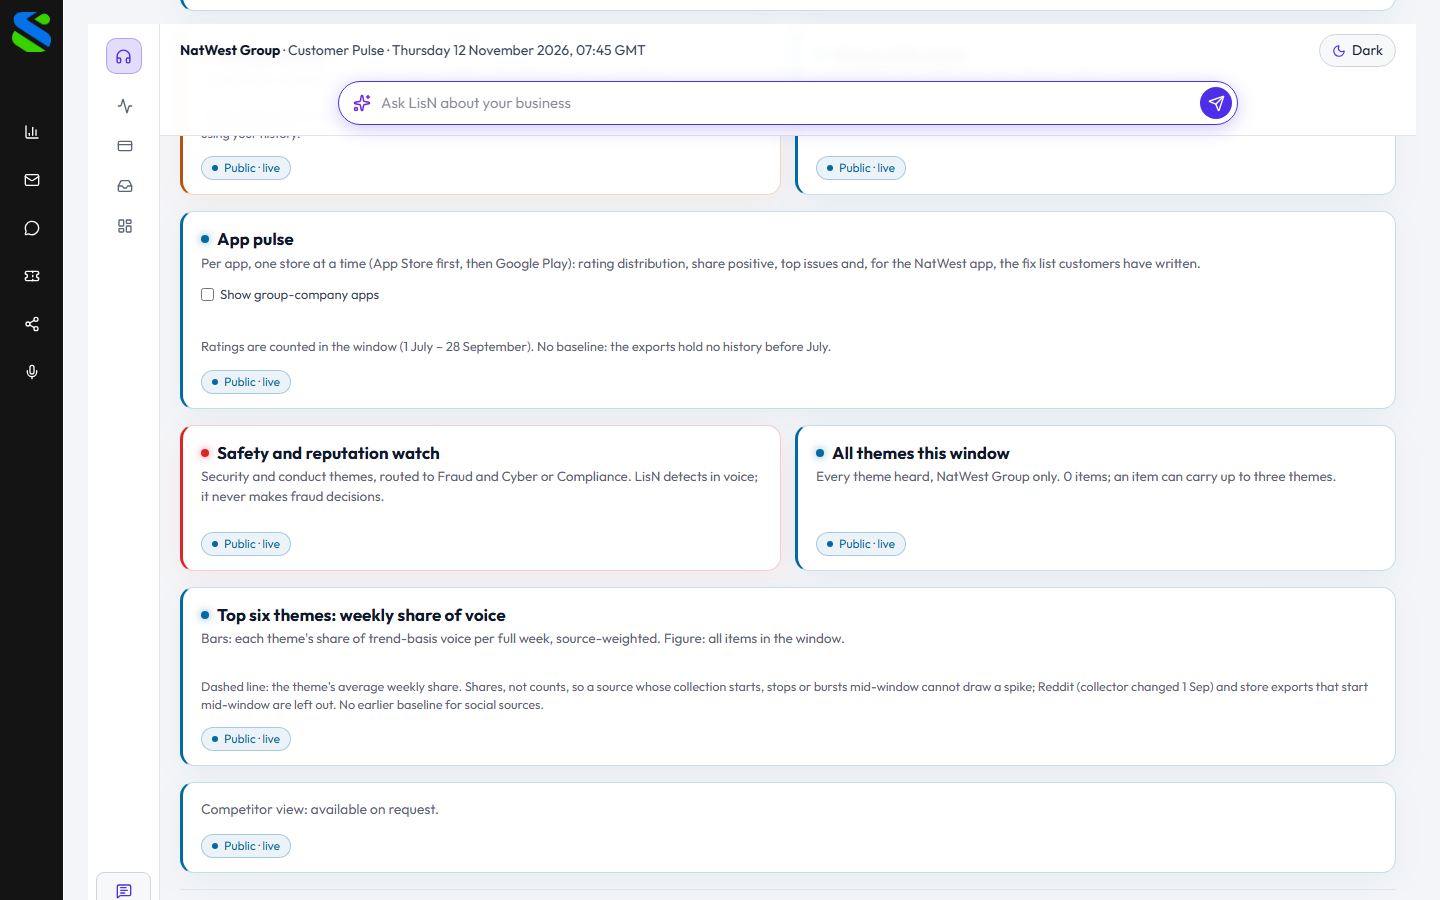 NatWest Group · Customer Pulse · Thursday 12 November 2026, 07:45 GMT
Dark
Ask LisN about your business
using your history.
Public · live
Public · live
App pulse
Per app, one store at a time (App Store first, then Google Play): rating distribution, share positive, top issues and, for the NatWest app, the fix list customers have written.
Show group-company apps
Ratings are counted in the window (1 July – 28 September). No baseline: the exports hold no history before July.
Public · live
Safety and reputation watch
Security and conduct themes, routed to Fraud and Cyber or Compliance. LisN detects in voice;
it never makes fraud decisions.
Public · live
All themes this window
Every theme heard, NatWest Group only. 0 items; an item can carry up to three themes.
Public · live
Top six themes: weekly share of voice
Bars: each theme's share of trend-basis voice per full week, source-weighted. Figure: all items in the window.
Dashed line: the theme's average weekly share. Shares, not counts, so a source whose collection starts, stops or bursts mid-window cannot draw a spike; Reddit (collector changed 1 Sep) and store exports that start
mid-window are left out. No earlier baseline for social sources.
Public · live
Competitor view: available on request.
Public · live